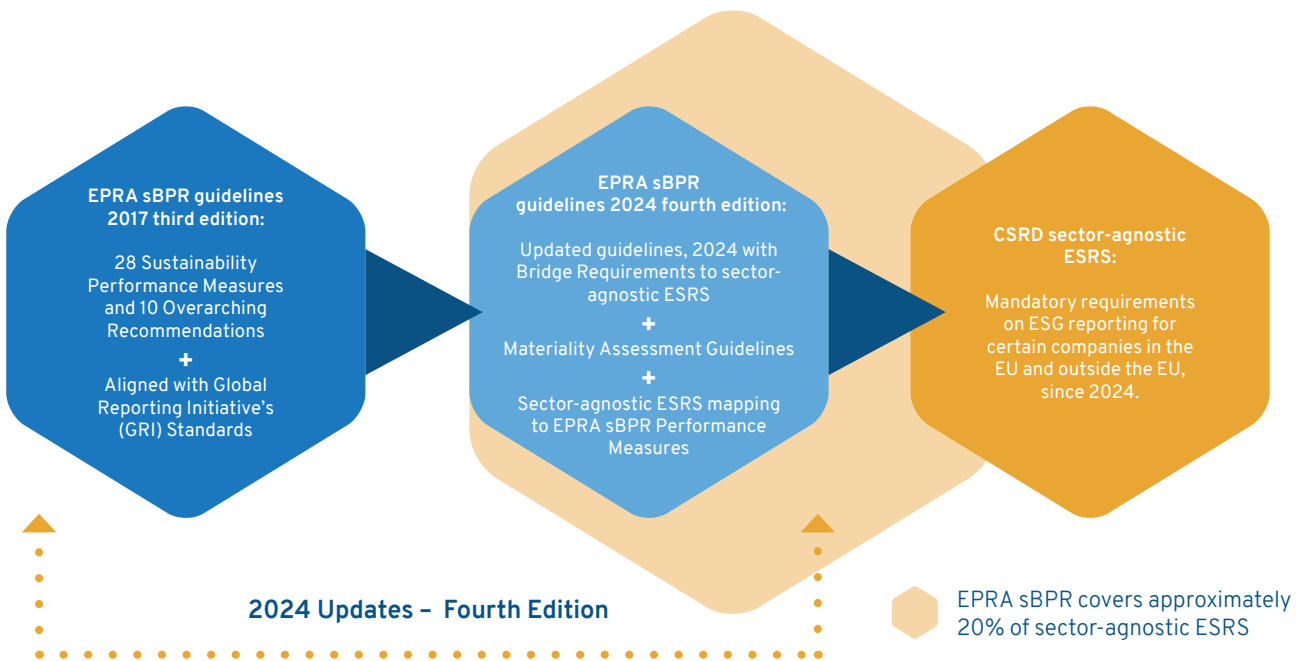 EPRA sBPR guidelines
2017 third edition:
28 Sustainability
Performance Measures
and 10 Overarching
Recommendations
+
Aligned with Global
Reporting Initiative's
(GRI) Standards
EPRA sBPR
guidelines 2024 fourth edition:
Updated guidelines, 2024 with
Bridge Requirements to sector-
agnostic ESRS
+
Materiality Assessment Guidelines
+
Sector-agnostic ESRS mapping
to EPRA sBPR Performance
Measures
CSRD sector-agnostic
ESRS:
Mandatory requirements
on ESG reporting for
certain companies in the
EU and outside the EU,
since 2024.
2024 Updates – Fourth Edition
EPRA sBPR covers approximately
20% of sector-agnostic ESRS